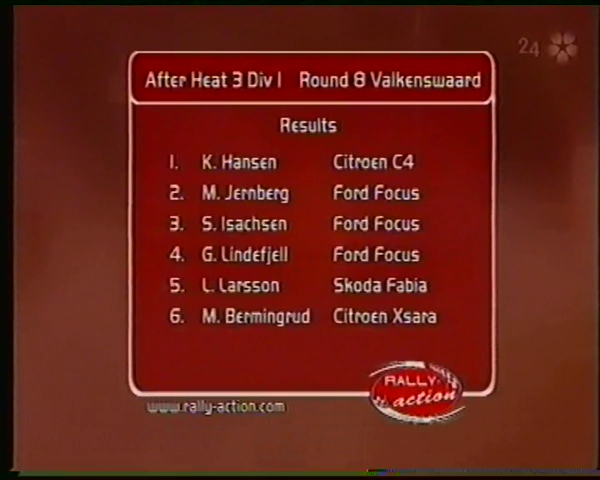 24
After Heat 3 Div 1 Round 8 Valkenswaard
Results
1. K. Hansen Citroen C4
2. M. Jernberg Ford Focus
3. S. Isachsen Ford Focus
4. G. Lindefjell Ford Focus
5. L. Larsson Skoda Fabia
6. M. Bermingrud Citroen Xsara
RALLY
action
www.rally-action.com